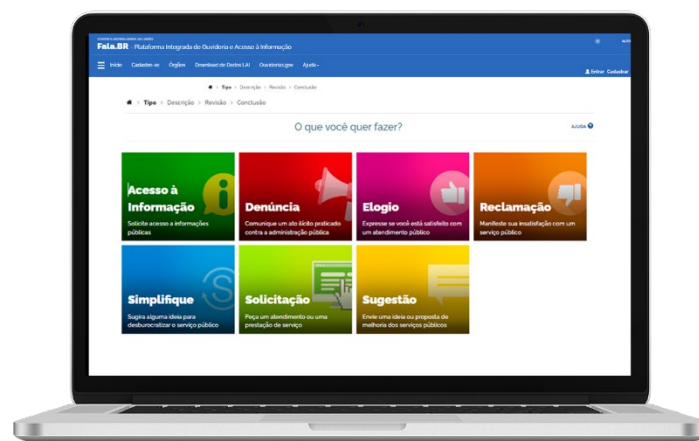 Fala.BR - Plataforma Integrada de Ouvidoria e Acesso à Informação
Início Cadastre-se Órgãos Download de Dados LAI Ouvidorias.gov Ajuda
Entrar Cadastrar
> Tipo > Descrição > Revisão > Conclusão
> Tipo > Descrição > Revisão > Conclusão
O que você quer fazer?
AJUDA
Acesso à
Informação
Solicite acesso a informações
públicas
Denúncia
Comunique um ato ilícito praticado
contra a administração pública
Elogio
Expresse se você está satisfeito com
um atendimento público
Reclamação
Manifeste sua insatisfação com um
serviço público
Simplifique
Sugira alguma ideia para
desburocratizar o serviço público
Solicitação
Peça um atendimento ou uma
prestação de serviço
Sugestão
Envie uma ideia ou proposta de
melhoria dos serviços públicos